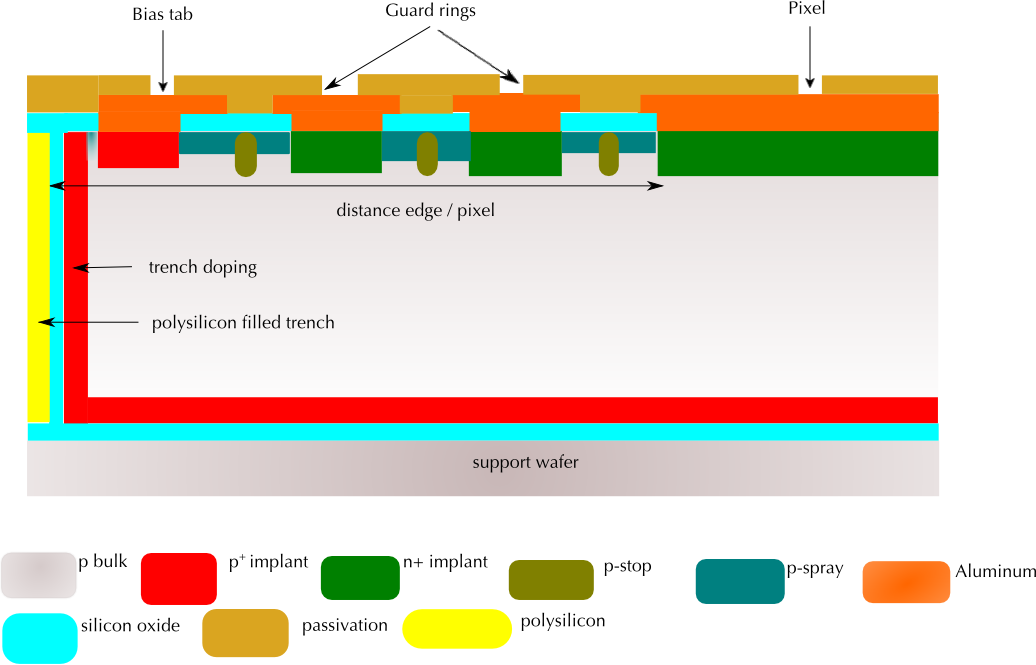 Bias tab
Guard rings
Pixel
distance edge / pixel
trench doping
polysilicon filled trench
support wafer
p bulk
p⁺ implant
n+ implant
p-stop
p-spray
Aluminum
silicon oxide
passivation
polysilicon